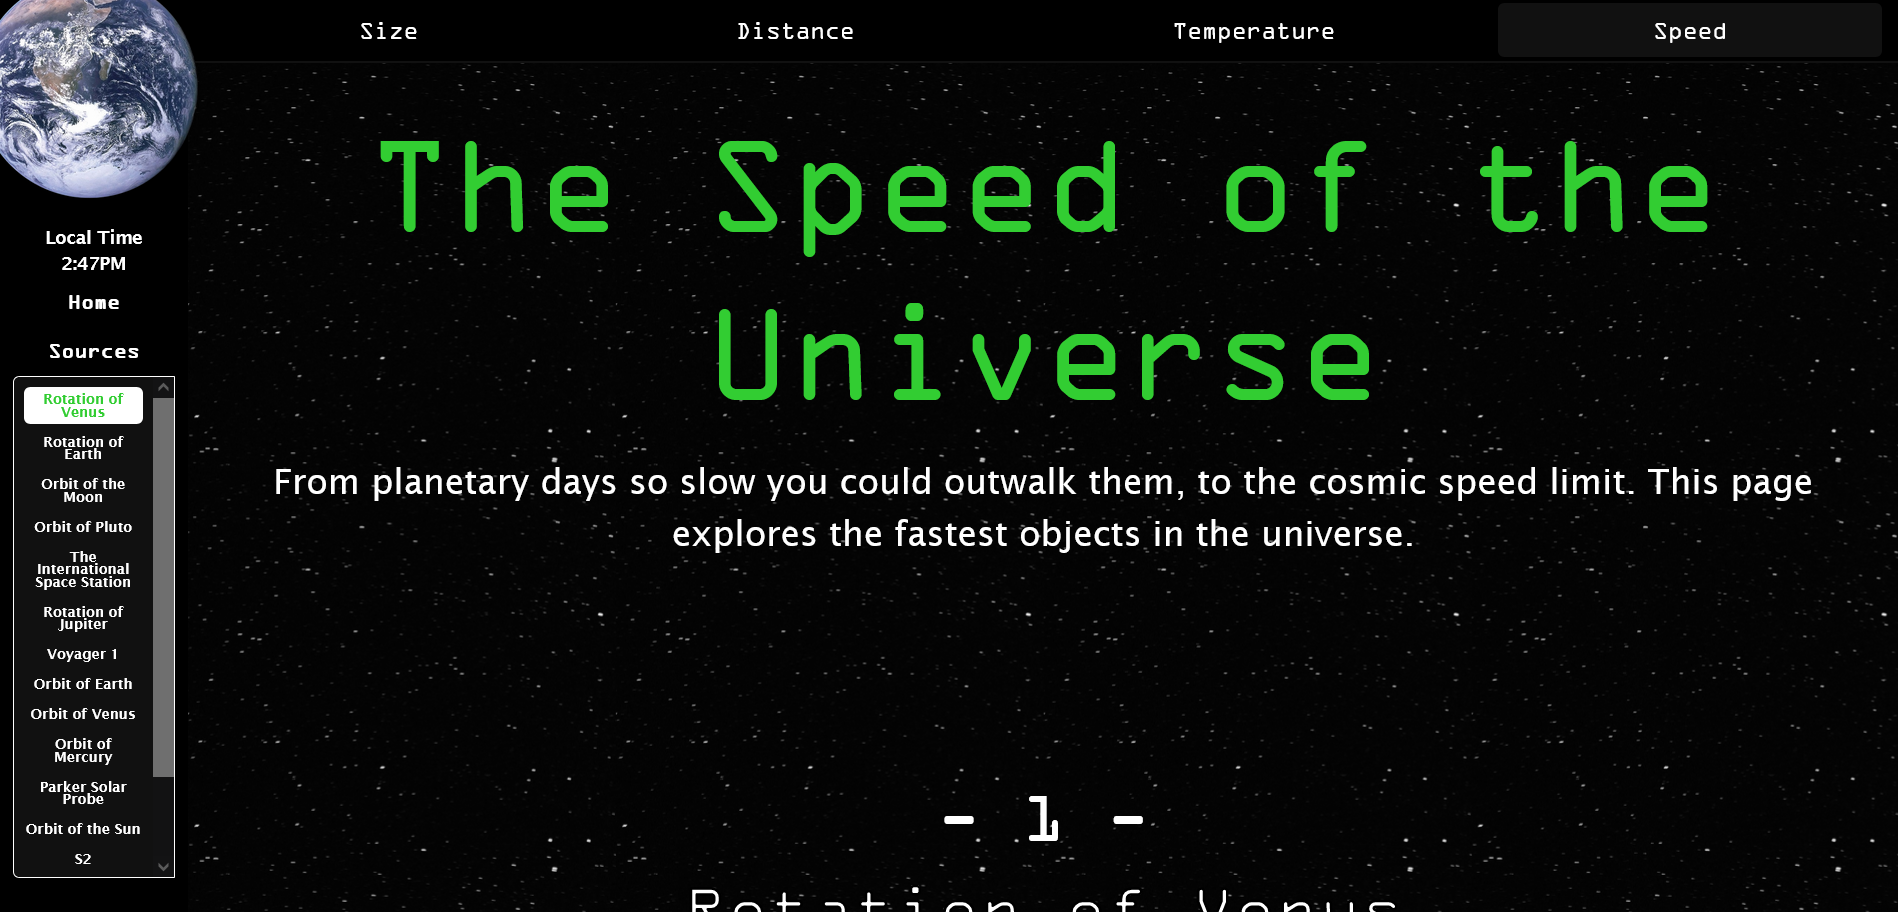 Size
Distance
Temperature
Speed
Local Time
2:47PM
Home
Sources
Rotation of
Venus
Rotation of
Earth
Orbit of the
Moon
Orbit of Pluto
The
International
Space Station
Rotation of
Jupiter
Voyager 1
Orbit of Earth
Orbit of Venus
Orbit of
Mercury
Parker Solar
Probe
Orbit of the Sun
S2
The Speed of the
Universe
From planetary days so slow you could outwalk them, to the cosmic speed limit. This page
explores the fastest objects in the universe.
- 1 -
Rotation of Venus